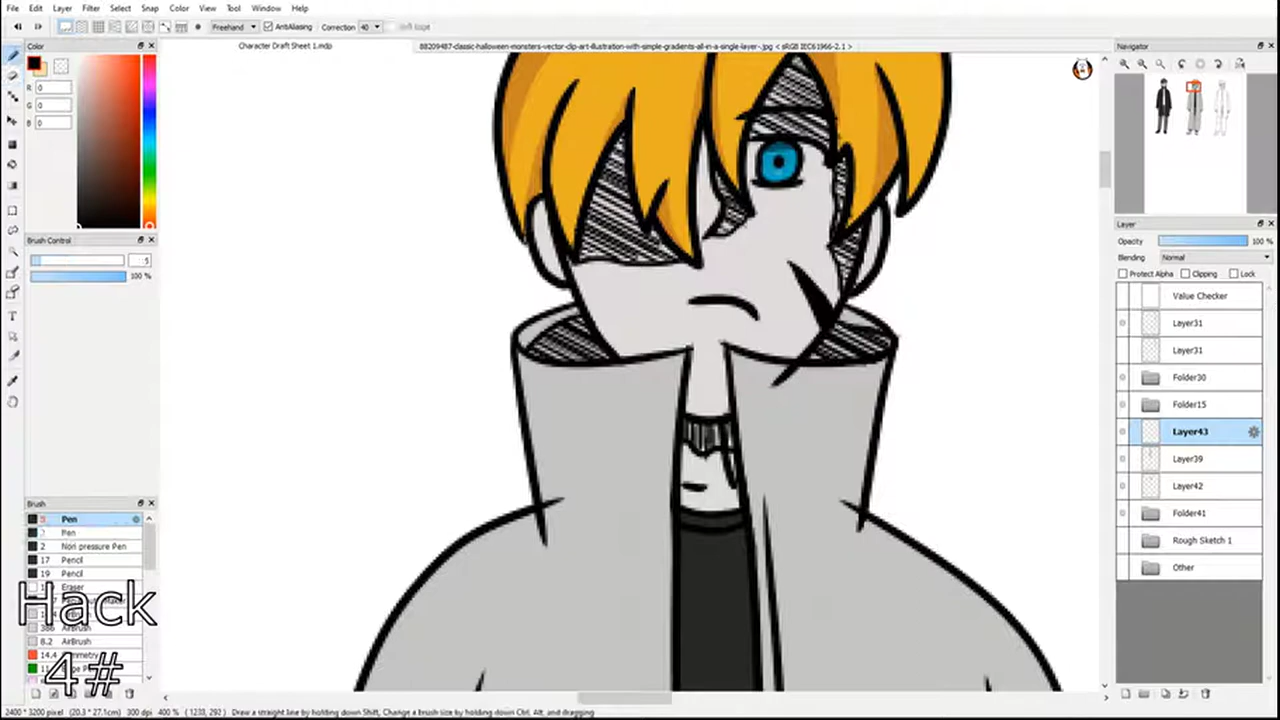 File Edit Layer Filter Select Snap Color View Tool Window Help
Freehand AntiAliasing Correction 40 Soft Edge
Color
Character Draft Sheet 1.mdp
88209487-classic-halloween-monsters-vector-clip-art-illustration-with-simple-gradients-all-in-a-single-layer-.jpg < sRGB IEC61966-2.1 >
Navigator
R 0
G 0
B 0
Brush Control
5
100 %
Layer
Opacity 100 %
Blending Normal
Protect Alpha Clipping Lock
Value Checker
Layer31
Layer31
Folder30
Folder15
Layer43
Layer39
Layer42
Folder41
Rough Sketch 1
Other
Brush
Pen
Pen
2 Non pressure Pen
17 Pencil
19 Pencil
Eraser
AirBrush
8.2 AirBrush
14.4
Hack
4#
2400 * 3200 pixel (20.3 * 27.1cm) 300 dpi 400 % ( 1233, 292 ) Draw a straight line by holding down Shift, Change a brush size by holding down Ctrl, Alt, and dragging